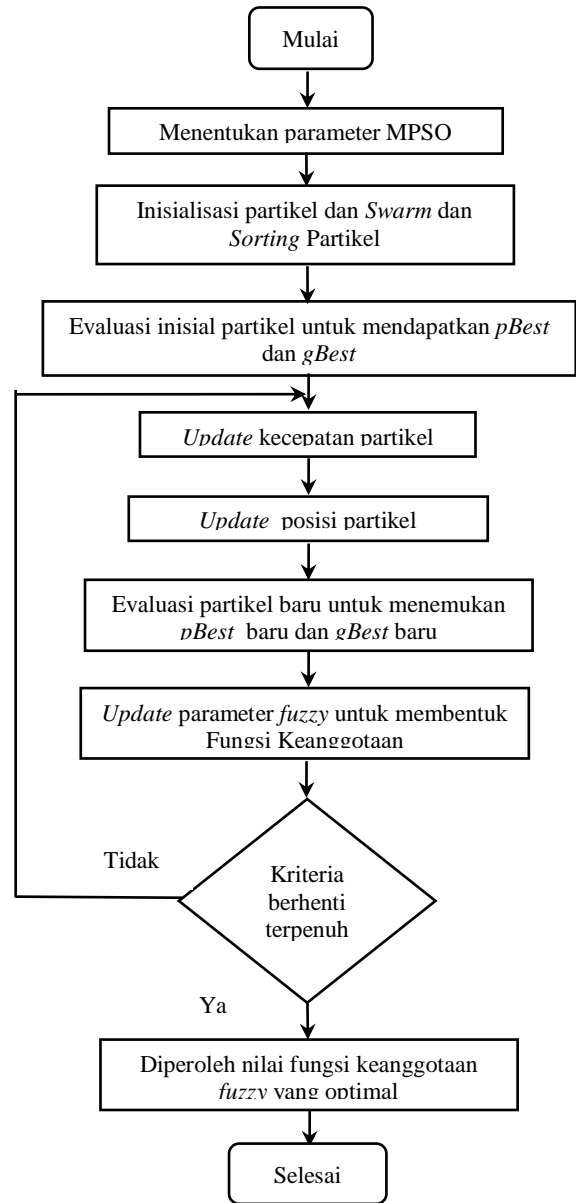 Mulai
Menentukan parameter MPSO
Inisialisasi partikel dan Swarm dan
Sorting Partikel
Evaluasi inisial partikel untuk mendapatkan pBest
dan gBest
Update kecepatan partikel
Update posisi partikel
Evaluasi partikel baru untuk menemukan
pBest baru dan gBest baru
Update parameter fuzzy untuk membentuk
Fungsi Keanggotaan
Tidak
Kriteria
berhenti
terpenuh
Ya
Diperoleh nilai fungsi keanggotaan
fuzzy yang optimal
Selesai